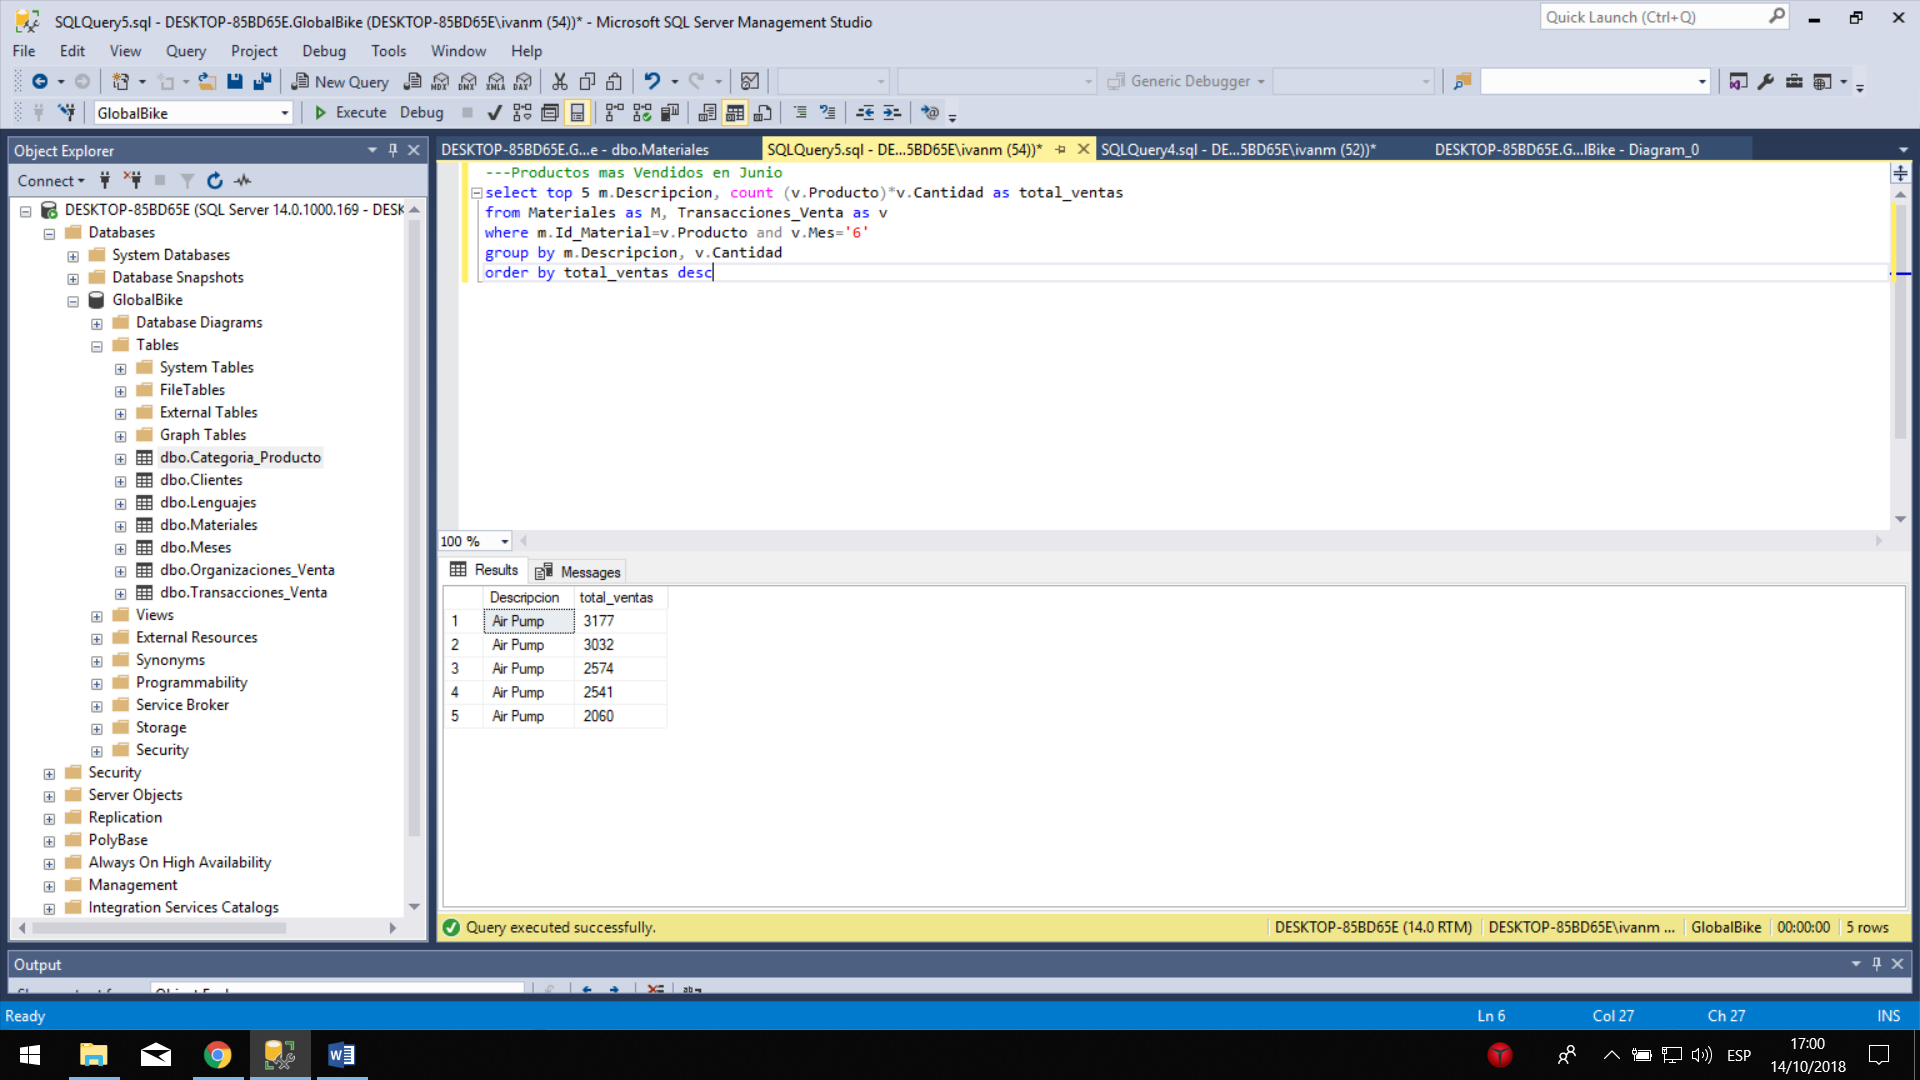 SQLQuery5.sql - DESKTOP-85BD65E.GlobalBike (DESKTOP-85BD65E\ivanm (54))* - Microsoft SQL Server Management Studio
Quick Launch (Ctrl+Q)
File Edit View Query Project Debug Tools Window Help
New Query
MDX DMX XMLA DAX
Generic Debugger
GlobalBike
Execute Debug
Object Explorer
DESKTOP-85BD65E.G...e - dbo.Materiales
SQLQuery5.sql - DE...5BD65E\ivanm (54))*
SQLQuery4.sql - DE...5BD65E\ivanm (52))*
DESKTOP-85BD65E.G...lBike - Diagram_0
Connect
DESKTOP-85BD65E (SQL Server 14.0.1000.169 - DESK
Databases
System Databases
Database Snapshots
GlobalBike
Database Diagrams
Tables
System Tables
FileTables
External Tables
Graph Tables
dbo.Categoria_Producto
dbo.Clientes
dbo.Lenguajes
dbo.Materiales
dbo.Meses
dbo.Organizaciones_Venta
dbo.Transacciones_Venta
Views
External Resources
Synonyms
Programmability
Service Broker
Storage
Security
Security
Server Objects
Replication
PolyBase
Always On High Availability
Management
Integration Services Catalogs
---Productos mas Vendidos en Junio
select top 5 m.Descripcion, count (v.Producto)*v.Cantidad as total_ventas
from Materiales as M, Transacciones_Venta as v
where m.Id_Material=v.Producto and v.Mes='6'
group by m.Descripcion, v.Cantidad
order by total_ventas desc
100 %
Results Messages
Descripcion total_ventas
1 Air Pump 3177
2 Air Pump 3032
3 Air Pump 2574
4 Air Pump 2541
5 Air Pump 2060
Query executed successfully.
DESKTOP-85BD65E (14.0 RTM) DESKTOP-85BD65E\ivanm ... GlobalBike 00:00:00 5 rows
Output
Ready
Ln 6 Col 27 Ch 27 INS
ESP
17:00
14/10/2018